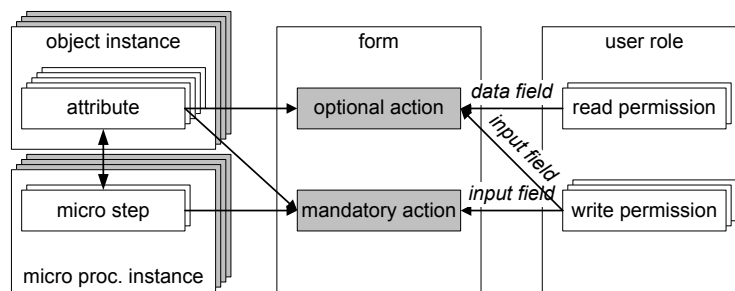 object instance
form
user role
attribute
optional action
data field
read permission
input field
micro step
mandatory action
input field
write permission
micro proc. instance